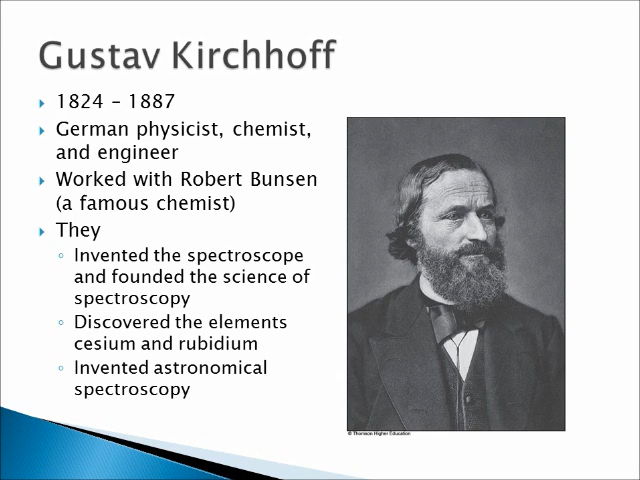 Gustav Kirchhoff
1824 – 1887
German physicist, chemist,
and engineer
Worked with Robert Bunsen
(a famous chemist)
They
Invented the spectroscope
and founded the science of
spectroscopy
Discovered the elements
cesium and rubidium
Invented astronomical
spectroscopy
© Thomson Higher Education